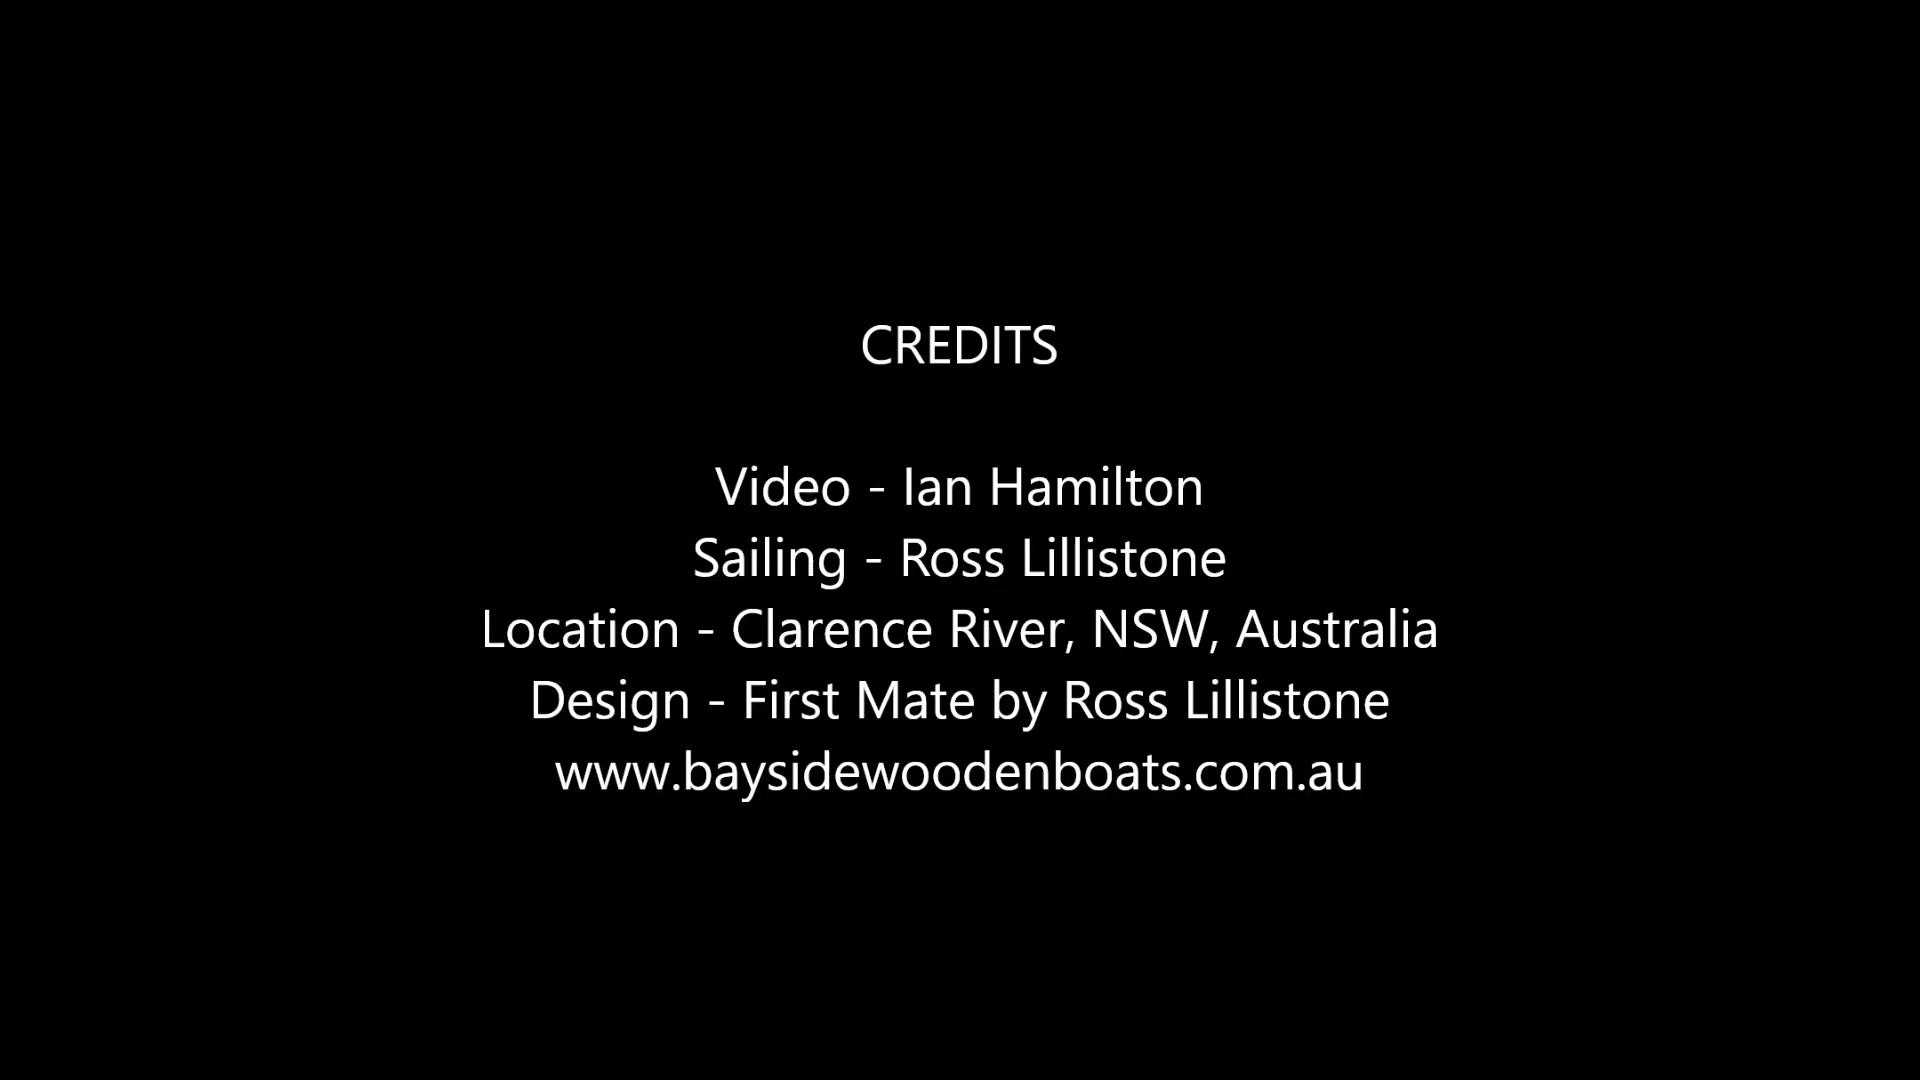 CREDITS
Video - Ian Hamilton
Sailing - Ross Lillistone
Location - Clarence River, NSW, Australia
Design - First Mate by Ross Lillistone
www.baysidewoodenboats.com.au